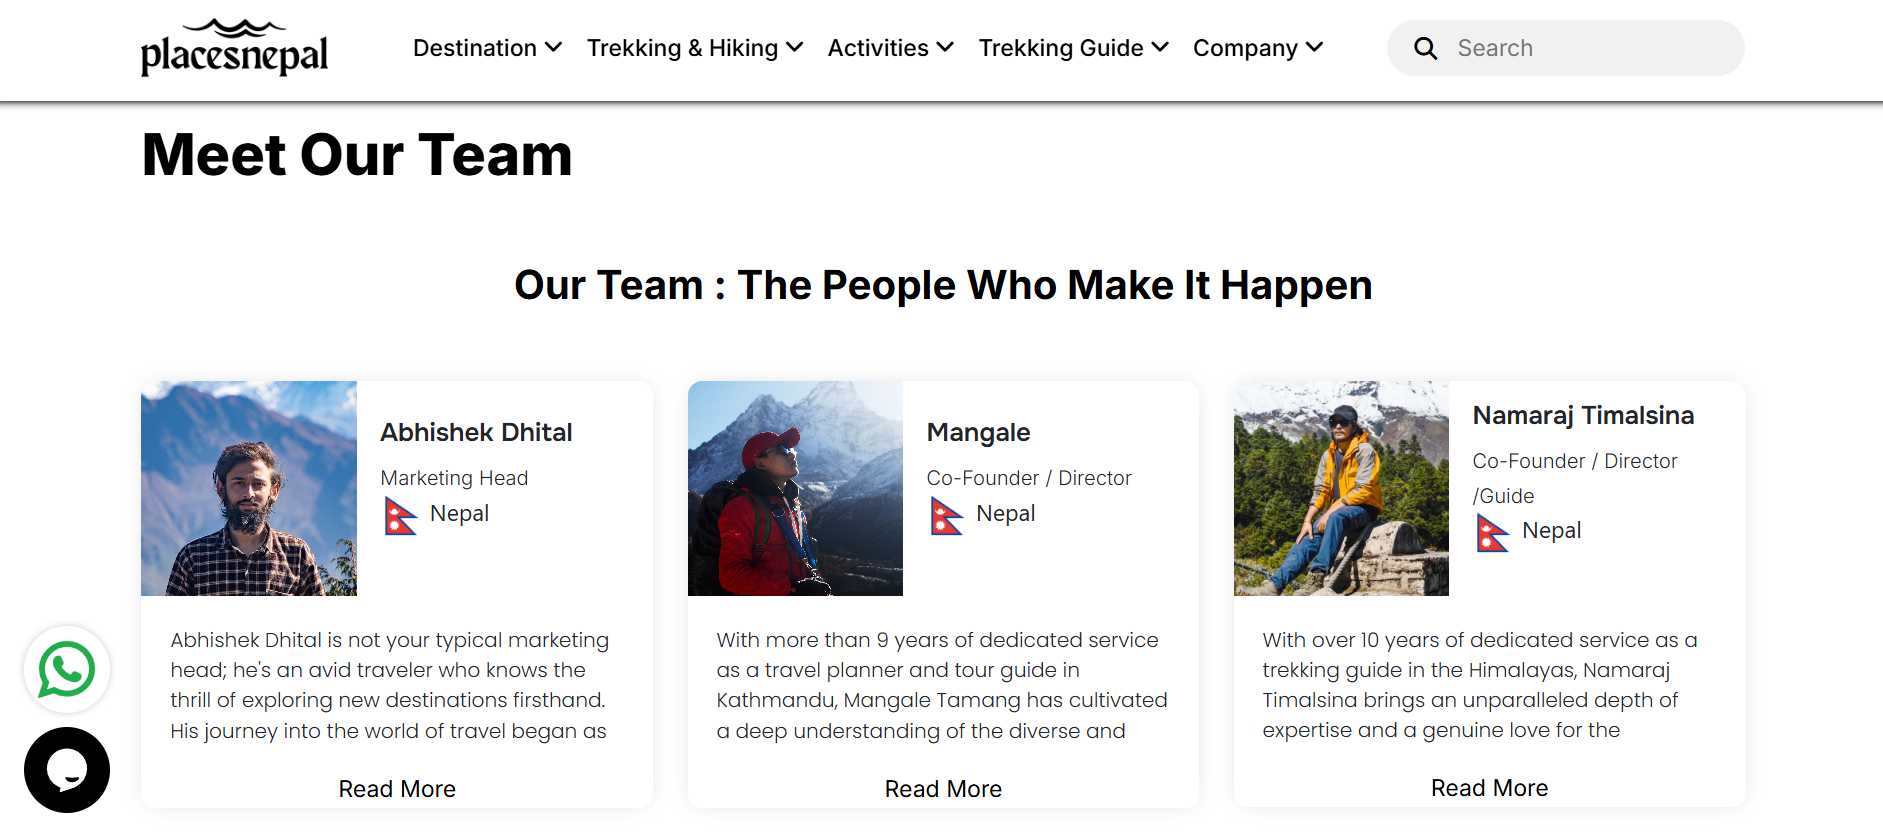 placesnepal
Destination
Trekking & Hiking
Activities
Trekking Guide
Company
Search
Meet Our Team
Our Team : The People Who Make It Happen
Abhishek Dhital
Marketing Head
Nepal
Abhishek Dhital is not your typical marketing
head; he's an avid traveler who knows the
thrill of exploring new destinations firsthand.
His journey into the world of travel began as
Read More
Mangale
Co-Founder / Director
Nepal
With more than 9 years of dedicated service
as a travel planner and tour guide in
Kathmandu, Mangale Tamang has cultivated
a deep understanding of the diverse and
Read More
Namaraj Timalsina
Co-Founder / Director
/Guide
Nepal
With over 10 years of dedicated service as a
trekking guide in the Himalayas, Namaraj
Timalsina brings an unparalleled depth of
expertise and a genuine love for the
Read More